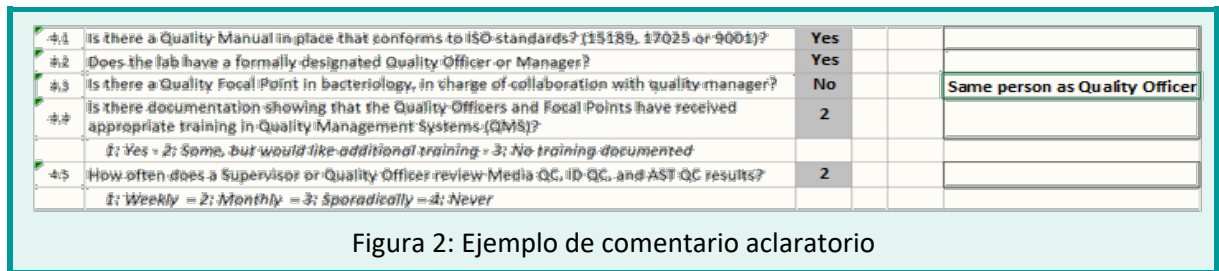 4.1 Is there a Quality Manual in place that conforms to ISO standards? (15189, 17025 or 9001)? Yes
4.2 Does the lab have a formally designated Quality Officer or Manager? Yes
4.3 Is there a Quality Focal Point in bacteriology, in charge of collaboration with quality manager? No Same person as Quality Officer
4.4 Is there documentation showing that the Quality Officers and Focal Points have received
appropriate training in Quality Management Systems (QMS)? 2
1: Yes - 2: Some, but would like additional training - 3: No training documented
4.5 How often does a Supervisor or Quality Officer review Media QC, ID QC, and AST QC results? 2
1: Weekly - 2: Monthly - 3: Sporadically - 4: Never
Figura 2: Ejemplo de comentario aclaratorio